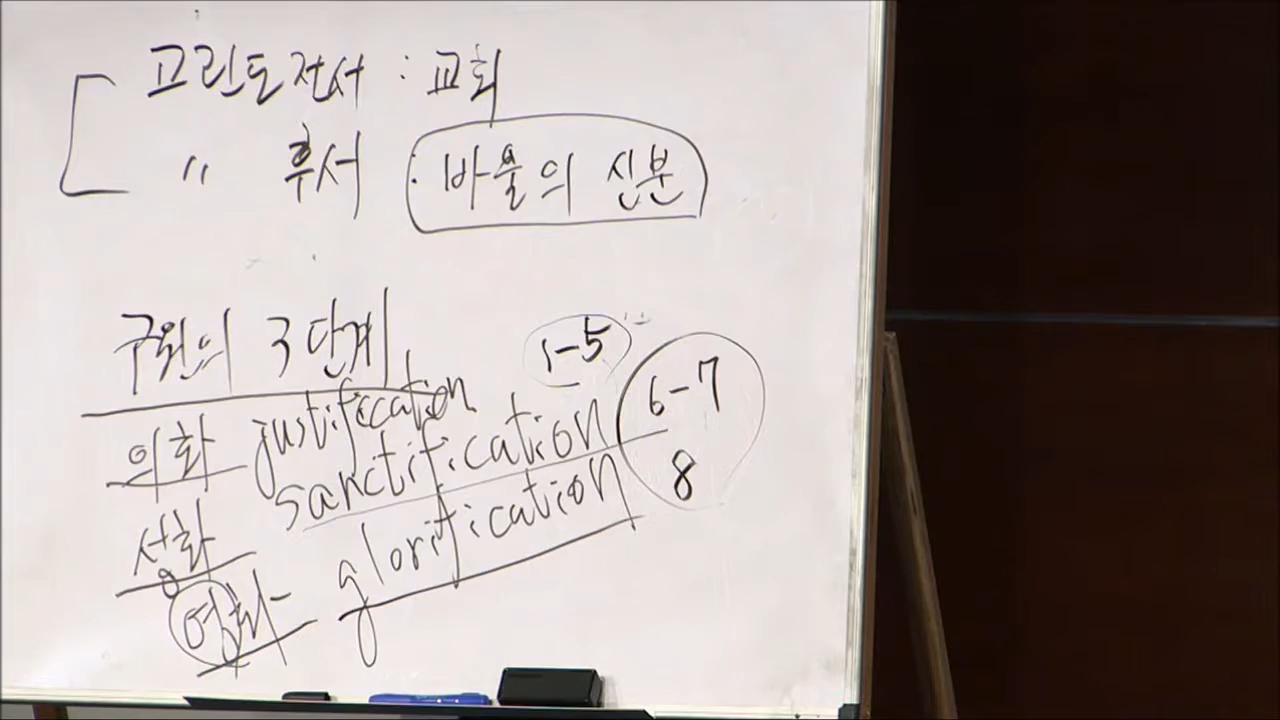 고린토전서 : 교회
〃 후서 : 바울의 신분
구원의 3단계
1-5
의화 justification
6-7
성화 sanctification
8
영화 glorification